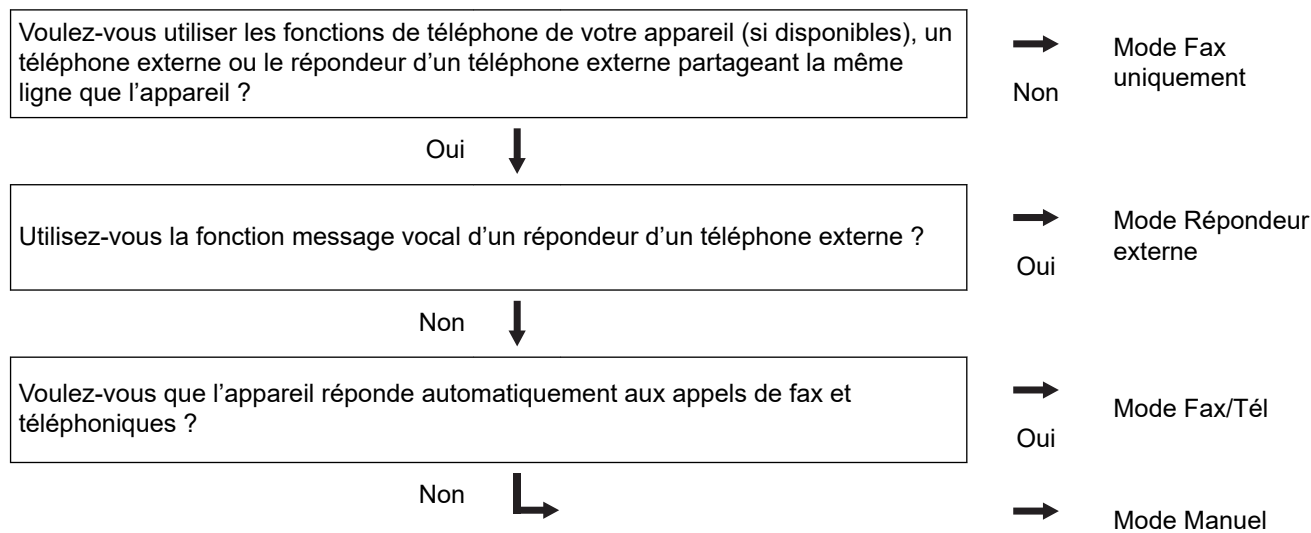 Voulez-vous utiliser les fonctions de téléphone de votre appareil (si disponibles), un
téléphone externe ou le répondeur d’un téléphone externe partageant la même
ligne que l’appareil ?
Non
Mode Fax
uniquement
Oui
Utilisez-vous la fonction message vocal d’un répondeur d’un téléphone externe ?
Oui
Mode Répondeur
externe
Non
Voulez-vous que l’appareil réponde automatiquement aux appels de fax et
téléphoniques ?
Oui
Mode Fax/Tél
Non
Mode Manuel